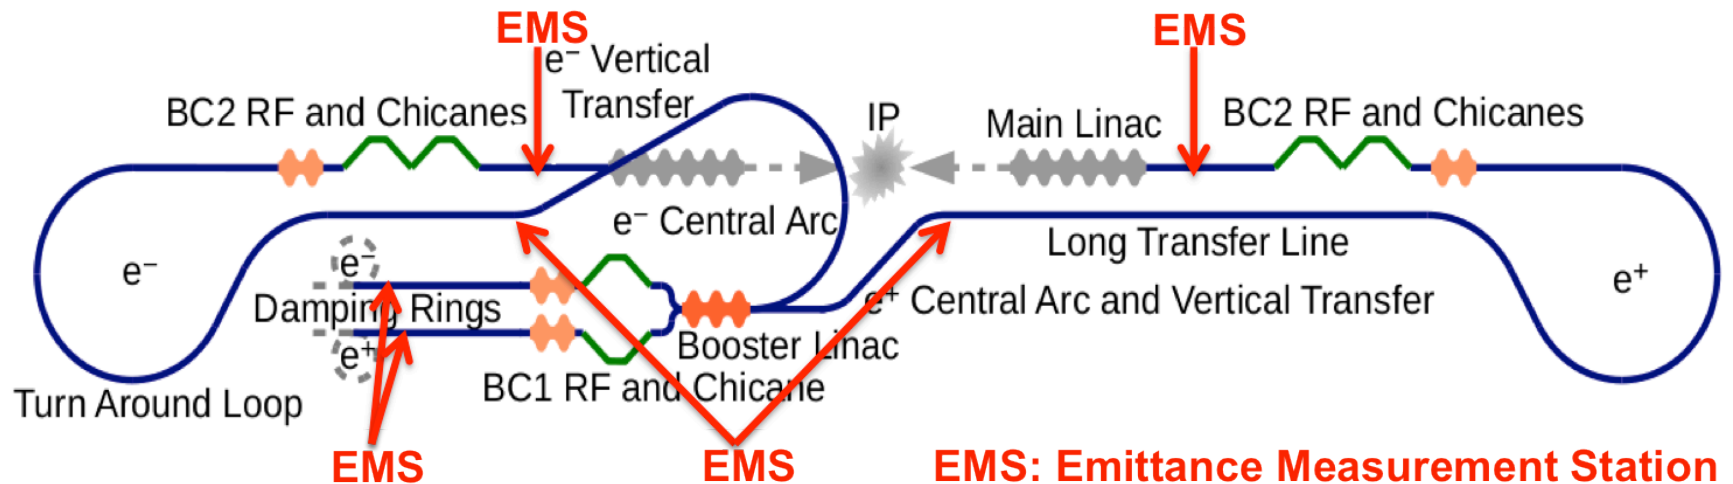 EMS
EMS
e⁻ Vertical
Transfer
BC2 RF and Chicanes
IP
Main Linac
BC2 RF and Chicanes
e⁻ Central Arc
Long Transfer Line
e⁻
e⁻
e⁺
Damping Rings
e⁺ Central Arc and Vertical Transfer
e⁺
Booster Linac
BC1 RF and Chicane
Turn Around Loop
EMS
EMS
EMS: Emittance Measurement Station